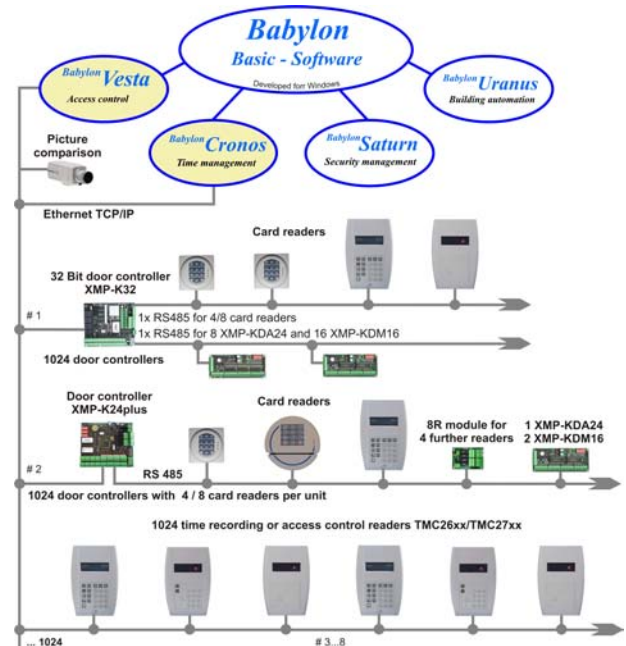 Babylon
Basic - Software
Developed forr Windows
Babylon Vesta
Access control
Babylon Uranus
Building automation
Babylon Cronos
Time management
Babylon Saturn
Security management
Picture
comparison
Ethernet TCP/IP
Card readers
32 Bit door controller
XMP-K32
# 1
1x RS485 for 4/8 card readers
1x RS485 for 8 XMP-KDA24 and 16 XMP-KDM16
1024 door controllers
Door controller
XMP-K24plus
Card readers
8R module for
4 further readers
1 XMP-KDA24
2 XMP-KDM16
# 2
RS 485
1024 door controllers with 4 / 8 card readers per unit
1024 time recording or access control readers TMC26xx/TMC27xx
... 1024
# 3...8